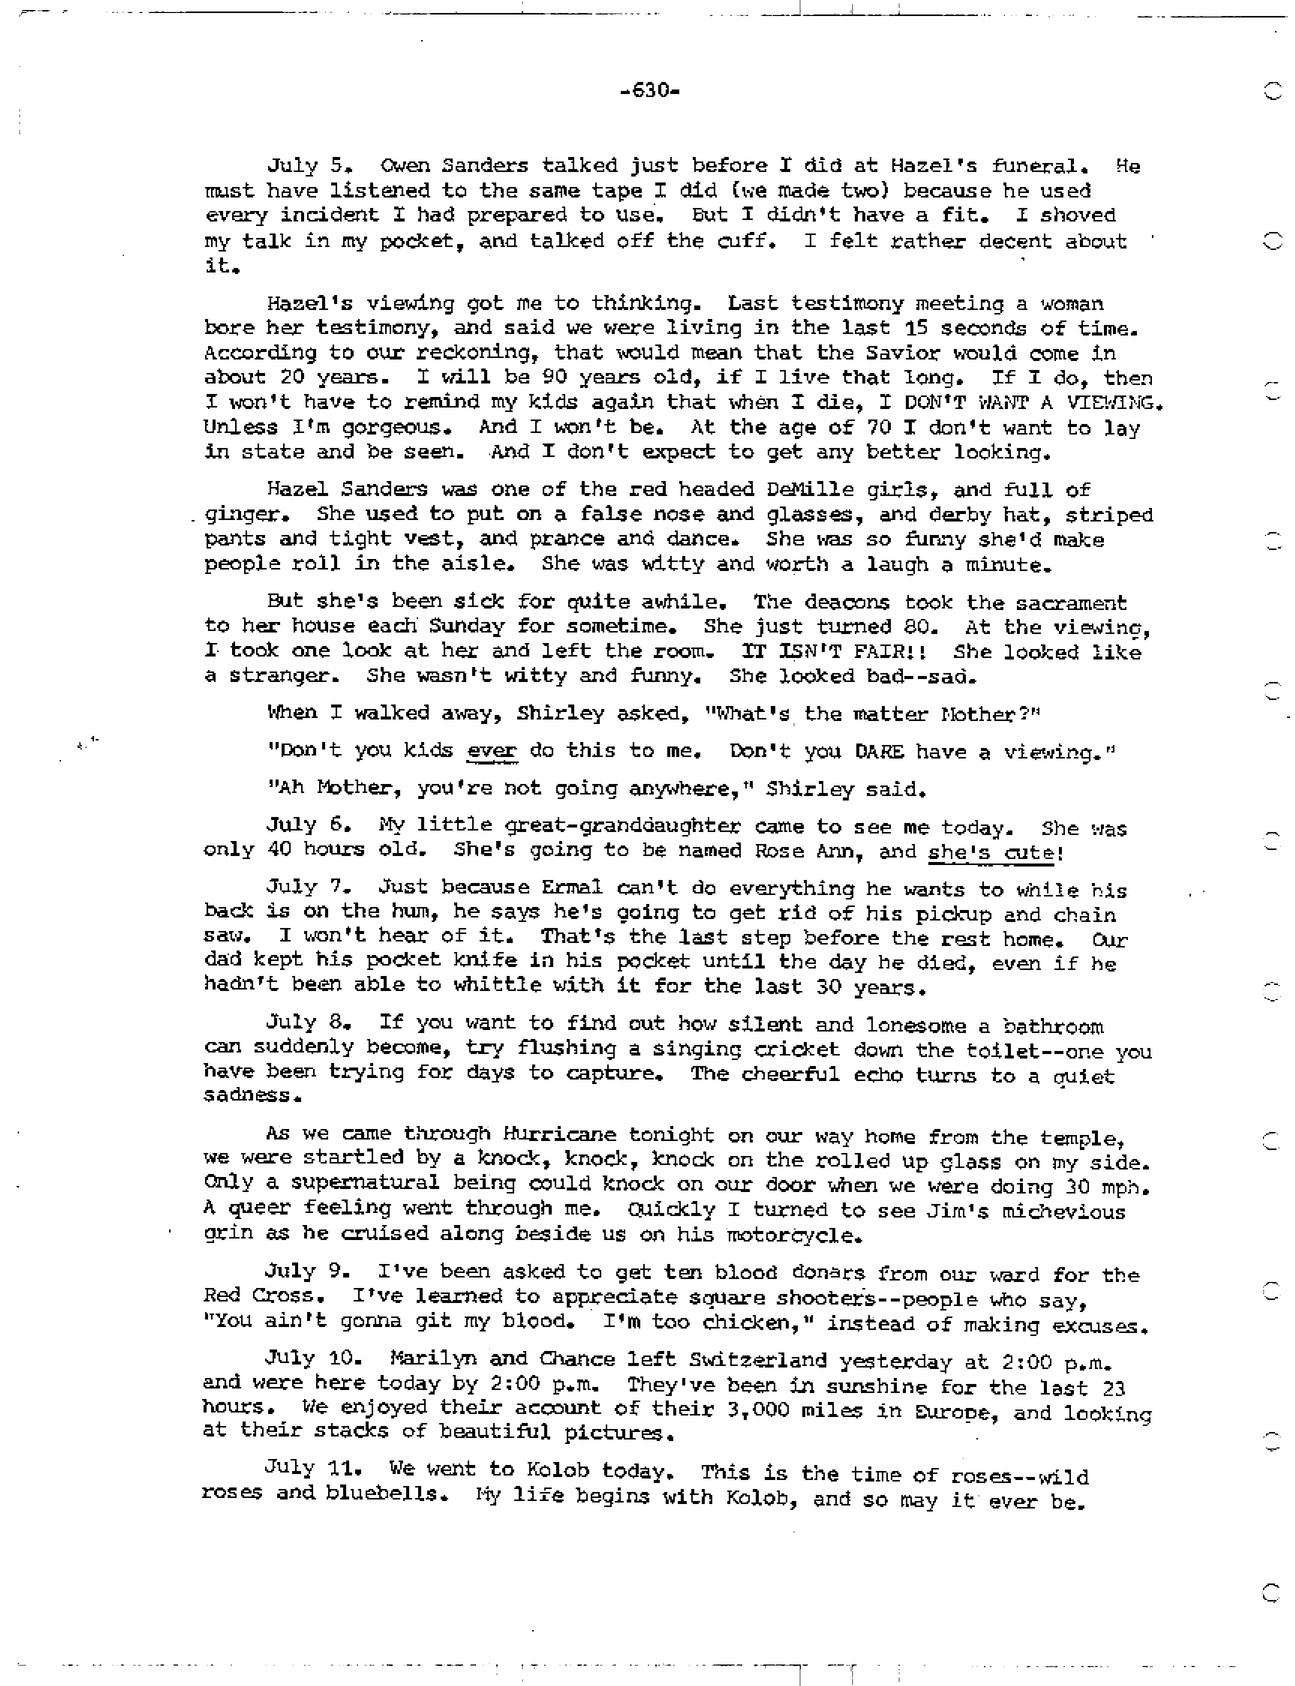 -630-
July 5. Owen Sanders talked just before I did at Hazel's funeral. He
must have listened to the same tape I did (we made two) because he used
every incident I had prepared to use. But I didn't have a fit. I shoved
my talk in my pocket, and talked off the cuff. I felt rather decent about
it.
Hazel's viewing got me to thinking. Last testimony meeting a woman
bore her testimony, and said we were living in the last 15 seconds of time.
According to our reckoning, that would mean that the Savior would come in
about 20 years. I will be 90 years old, if I live that long. If I do, then
I won't have to remind my kids again that when I die, I DON'T WANT A VIEWING.
Unless I'm gorgeous. And I won't be. At the age of 70 I don't want to lay
in state and be seen. And I don't expect to get any better looking.
Hazel Sanders was one of the red headed DeMille girls, and full of
ginger. She used to put on a false nose and glasses, and derby hat, striped
pants and tight vest, and prance and dance. She was so funny she'd make
people roll in the aisle. She was witty and worth a laugh a minute.
But she's been sick for quite awhile. The deacons took the sacrament
to her house each Sunday for sometime. She just turned 80. At the viewing,
I took one look at her and left the room. IT ISN'T FAIR!! She looked like
a stranger. She wasn't witty and funny. She looked bad--sad.
When I walked away, Shirley asked, "What's the matter Mother?"
"Don't you kids ever do this to me. Don't you DARE have a viewing."
"Ah Mother, you're not going anywhere," Shirley said.
July 6. My little great-granddaughter came to see me today. She was
only 40 hours old. She's going to be named Rose Ann, and she's cute!
July 7. Just because Ermal can't do everything he wants to while his
back is on the hum, he says he's going to get rid of his pickup and chain
saw. I won't hear of it. That's the last step before the rest home. Our
dad kept his pocket knife in his pocket until the day he died, even if he
hadn't been able to whittle with it for the last 30 years.
July 8. If you want to find out how silent and lonesome a bathroom
can suddenly become, try flushing a singing cricket down the toilet--one you
have been trying for days to capture. The cheerful echo turns to a quiet
sadness.
As we came through Hurricane tonight on our way home from the temple,
we were startled by a knock, knock, knock on the rolled up glass on my side.
Only a supernatural being could knock on our door when we were doing 30 mph.
A queer feeling went through me. Quickly I turned to see Jim's michevious
grin as he cruised along beside us on his motorcycle.
July 9. I've been asked to get ten blood donars from our ward for the
Red Cross. I've learned to appreciate square shooters--people who say,
"You ain't gonna git my blood. I'm too chicken," instead of making excuses.
July 10. Marilyn and Chance left Switzerland yesterday at 2:00 p.m.
and were here today by 2:00 p.m. They've been in sunshine for the last 23
hours. We enjoyed their account of their 3,000 miles in Europe, and looking
at their stacks of beautiful pictures.
July 11. We went to Kolob today. This is the time of roses--wild
roses and bluebells. My life begins with Kolob, and so may it ever be.